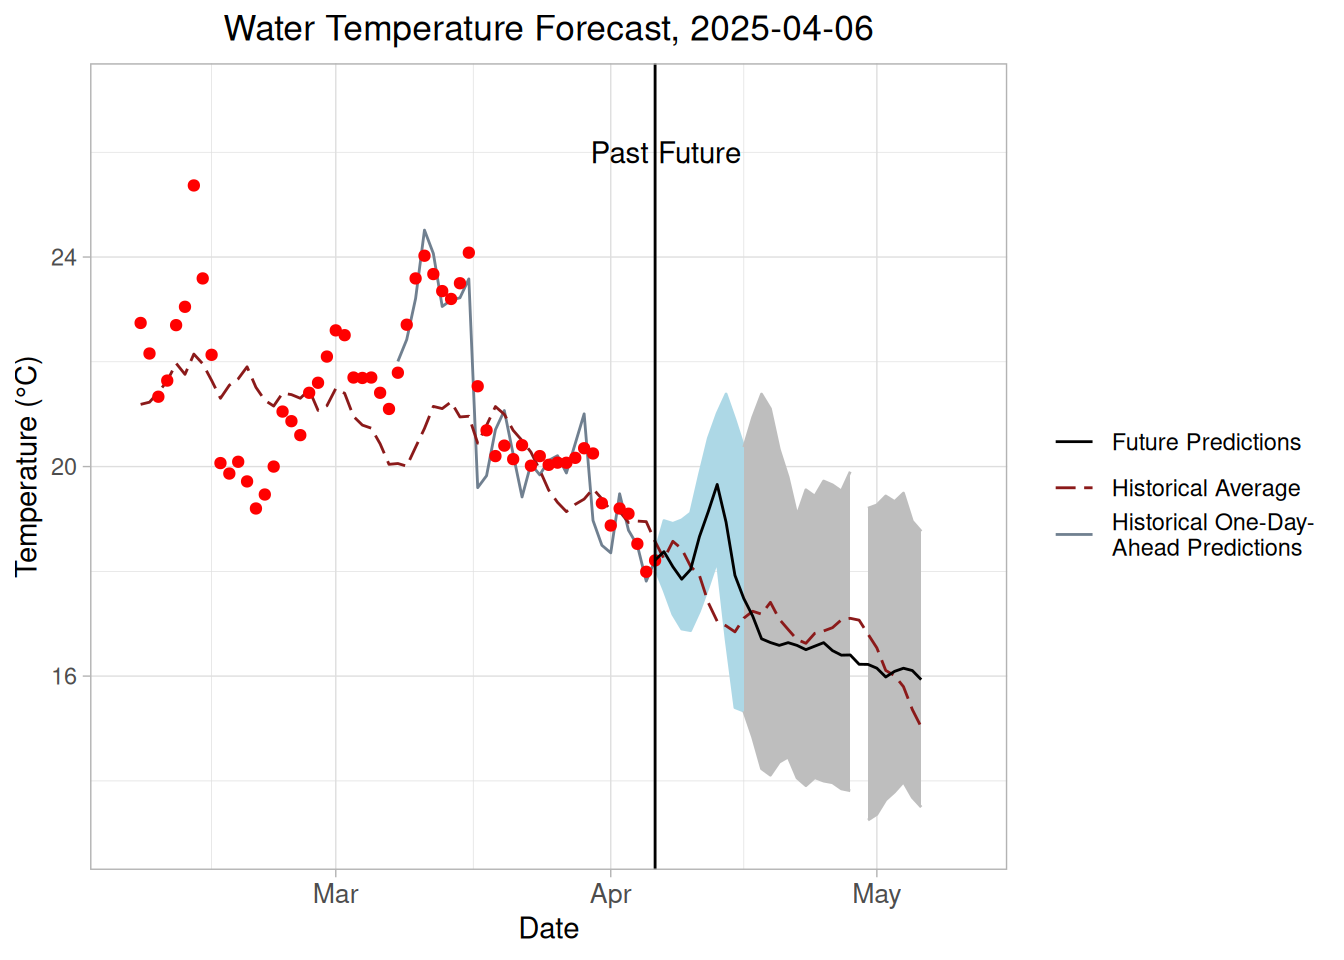 Water Temperature Forecast, 2025-04-06
Past Future
24
20
16
Temperature (°C)
Mar Apr May
Date
Future Predictions
Historical Average
Historical One-Day-
Ahead Predictions